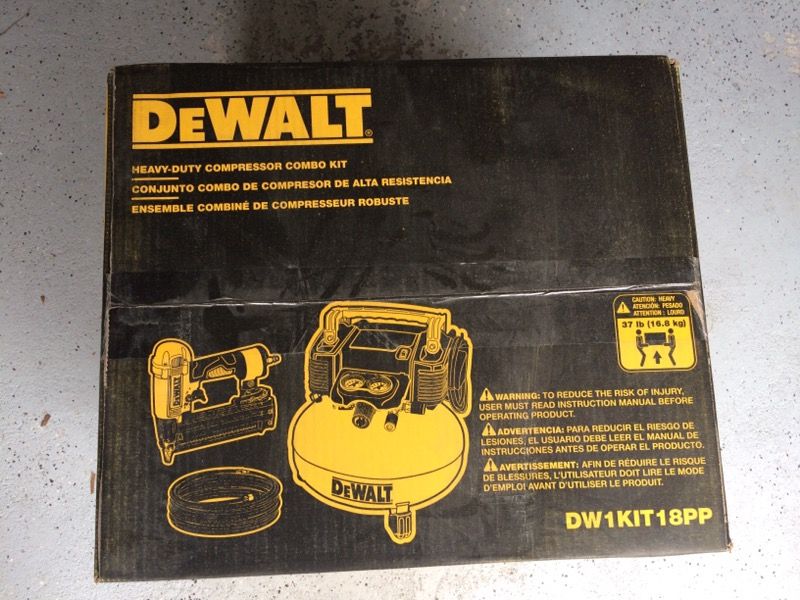 DEWALT®
HEAVY-DUTY COMPRESSOR COMBO KIT
CONJUNTO COMBO DE COMPRESOR DE ALTA RESISTENCIA
ENSEMBLE COMBINÉ DE COMPRESSEUR ROBUSTE
CAUTION: HEAVY
ATENCIÓN: PESADO
ATTENTION : LOURD
37 lb (16.8 kg)
WARNING: TO REDUCE THE RISK OF INJURY,
USER MUST READ INSTRUCTION MANUAL BEFORE
OPERATING PRODUCT.
ADVERTENCIA: PARA REDUCIR EL RIESGO DE
LESIONES, EL USUARIO DEBE LEER EL MANUAL DE
INSTRUCCIONES ANTES DE OPERAR EL PRODUCTO.
AVERTISSEMENT: AFIN DE RÉDUIRE LE RISQUE
DE BLESSURES, L'UTILISATEUR DOIT LIRE LE MODE
D'EMPLOI AVANT D'UTILISER LE PRODUIT.
DEWALT
DEWALT
DW1KIT18PP